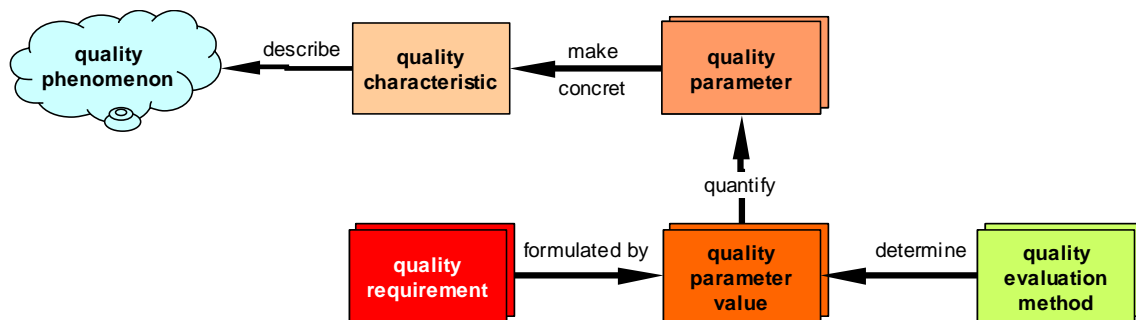 quality
phenomenon
describe
quality
characteristic
make
concret
quality
parameter
quantify
quality
requirement
formulated by
quality
parameter
value
determine
quality
evaluation
method